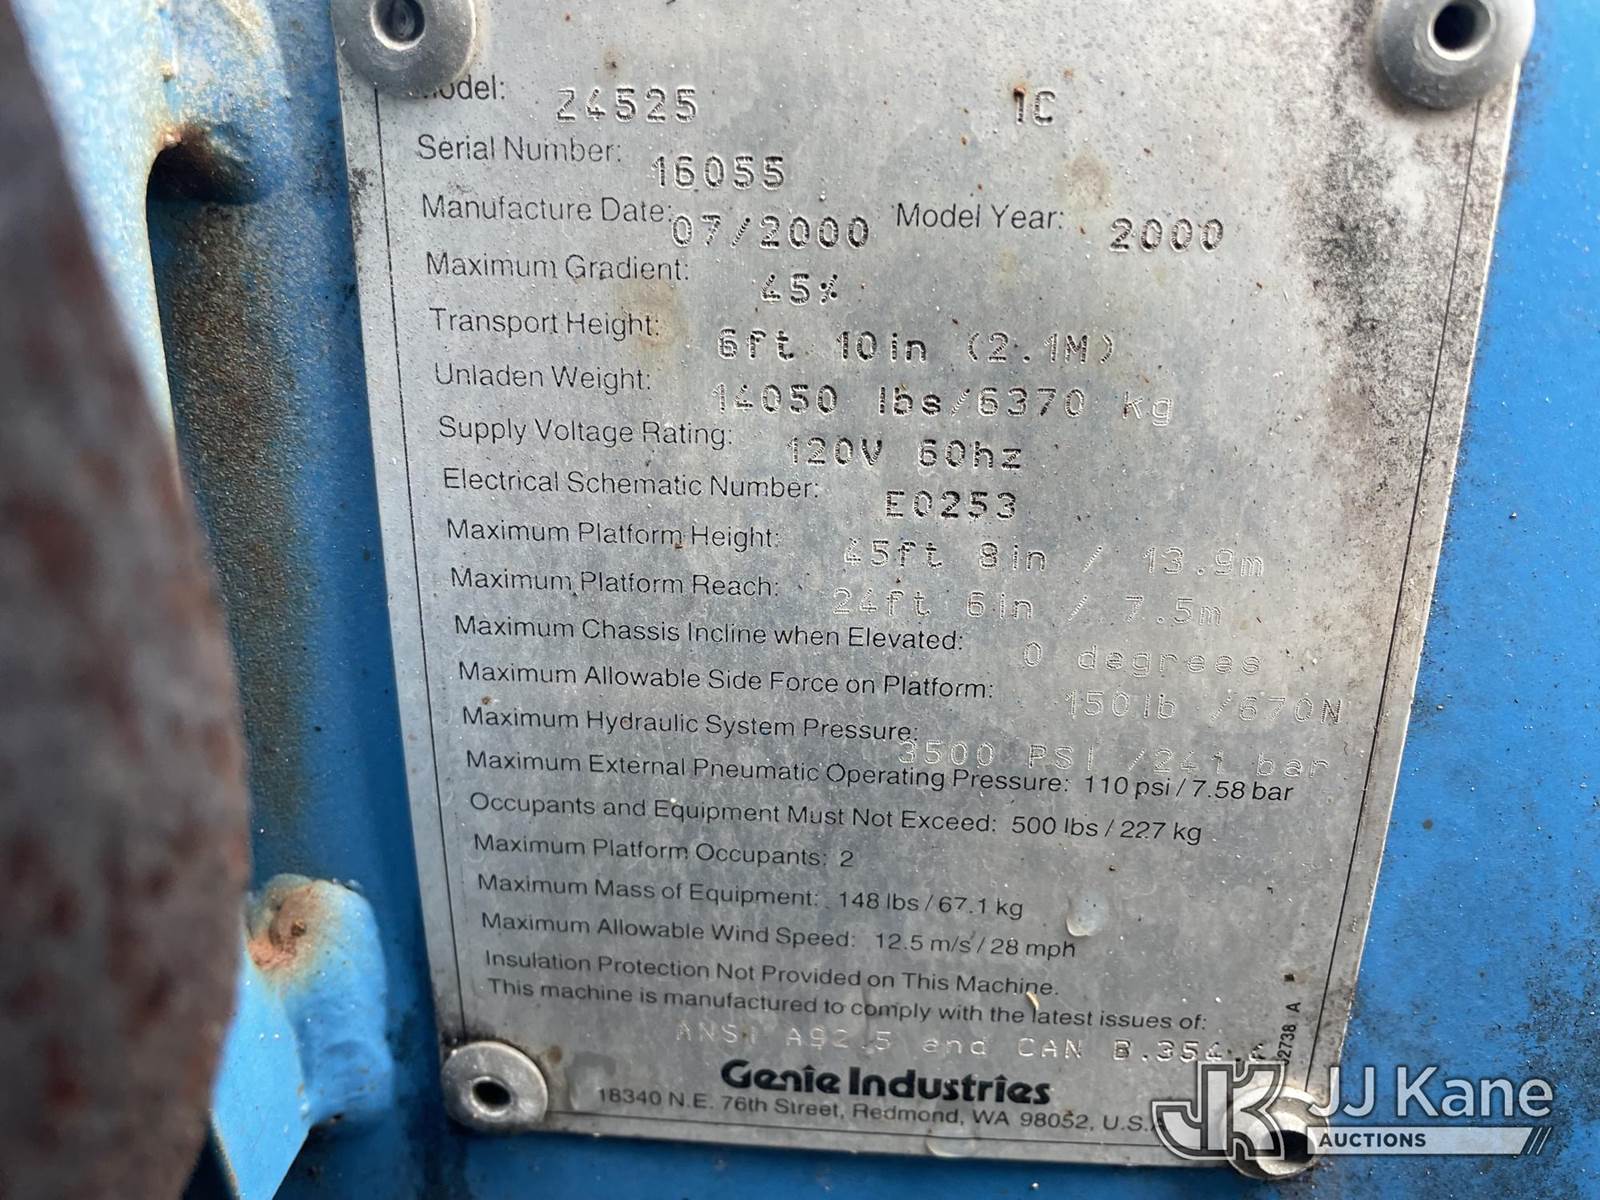 Model: Z4525 IC
Serial Number: 16055
Manufacture Date: 07/2000 Model Year: 2000
Maximum Gradient: 45%
Transport Height: 6ft 10in (2.1M)
Unladen Weight: 14050 lbs/6370 kg
Supply Voltage Rating: 120V 60hz
Electrical Schematic Number: E0253
Maximum Platform Height: 45ft 8in / 13.9m
Maximum Platform Reach: 24ft 6in / 7.5m
Maximum Chassis Incline when Elevated: 0 degrees
Maximum Allowable Side Force on Platform: 150lb /670N
Maximum Hydraulic System Pressure: 3500 PSI /241 bar
Maximum External Pneumatic Operating Pressure: 110 psi / 7.58 bar
Occupants and Equipment Must Not Exceed: 500 lbs / 227 kg
Maximum Platform Occupants: 2
Maximum Mass of Equipment: 148 lbs / 67.1 kg
Maximum Allowable Wind Speed: 12.5 m/s / 28 mph
Insulation Protection Not Provided on This Machine.
This machine is manufactured to comply with the latest issues of:
ANSI A92.5 and CAN B.354.4
52738 A
Genie Industries
18340 N.E. 76th Street, Redmond, WA 98052, U.S.A
JK JJ Kane
AUCTIONS